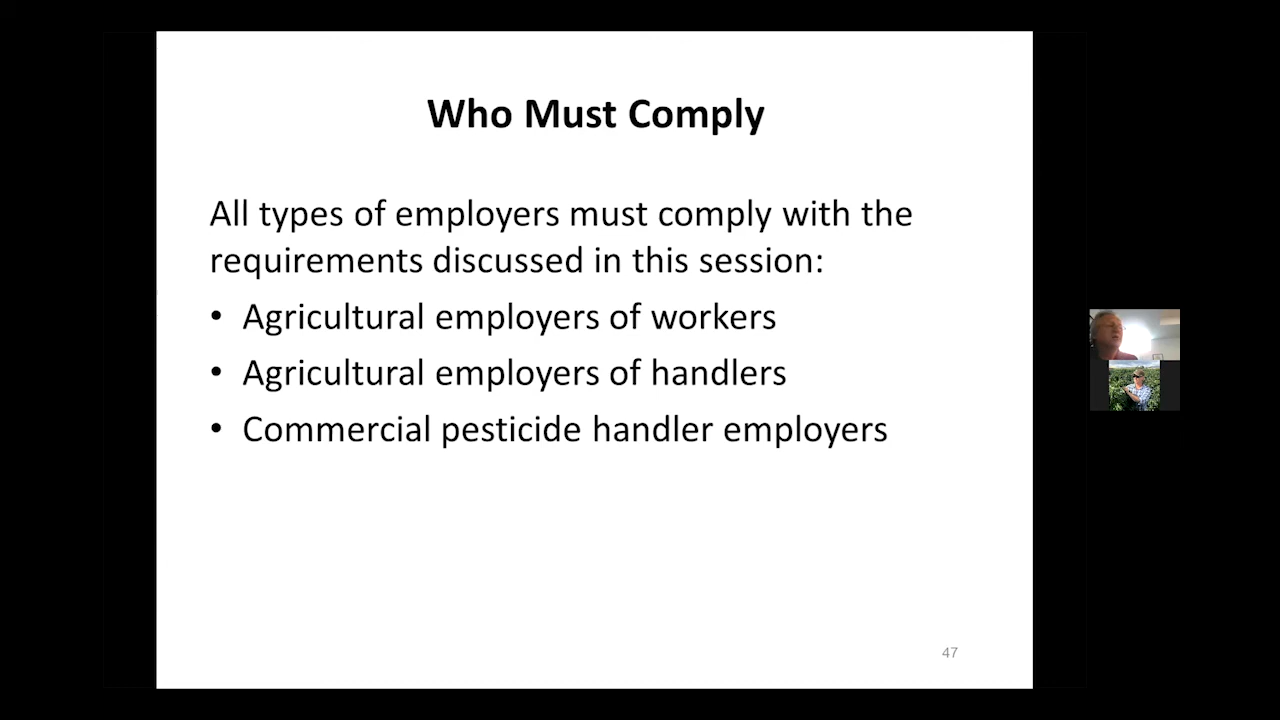 Who Must Comply
All types of employers must comply with the
requirements discussed in this session:
• Agricultural employers of workers
• Agricultural employers of handlers
• Commercial pesticide handler employers
47